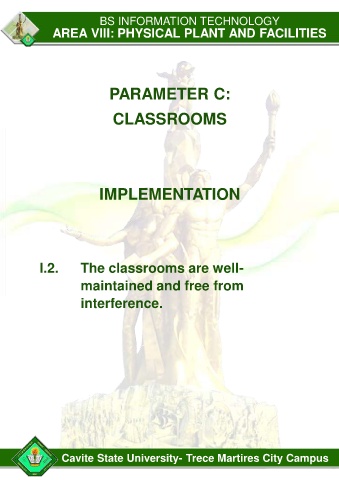 BS INFORMATION TECHNOLOGY
AREA VIII: PHYSICAL PLANT AND FACILITIES
PARAMETER C:
CLASSROOMS
IMPLEMENTATION
I.2. The classrooms are well-
maintained and free from
interference.
Cavite State University- Trece Martires City Campus